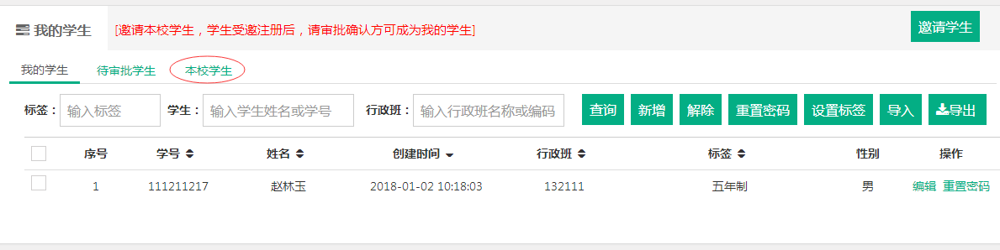 我的学生 [邀请本校学生，学生受邀注册后，请审批确认方可成为我的学生] 邀请学生
我的学生 待审批学生 本校学生
标签： 输入标签 学生： 输入学生姓名或学号 行政班： 输入行政班名称或编码 查询 新增 解除 重置密码 设置标签 导入 导出
序号 学号 姓名 创建时间 行政班 标签 性别 操作
1 111211217 赵林玉 2018-01-02 10:18:03 132111 五年制 男 编辑 重置密码